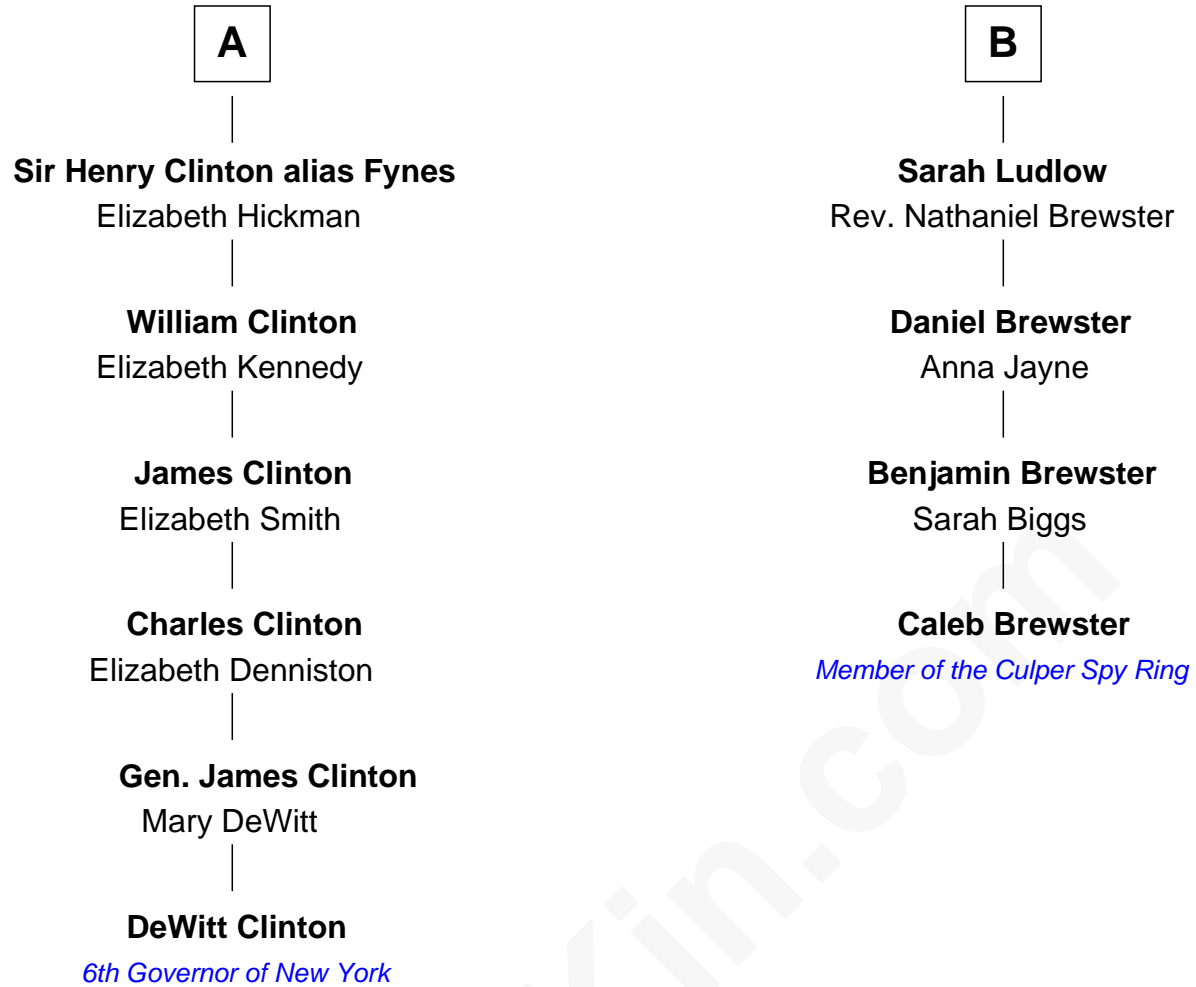 A
Sir Henry Clinton alias Fynes
Elizabeth Hickman
William Clinton
Elizabeth Kennedy
James Clinton
Elizabeth Smith
Charles Clinton
Elizabeth Denniston
Gen. James Clinton
Mary DeWitt
DeWitt Clinton
6th Governor of New York
B
Sarah Ludlow
Rev. Nathaniel Brewster
Daniel Brewster
Anna Jayne
Benjamin Brewster
Sarah Biggs
Caleb Brewster
Member of the Culper Spy Ring
Kin.com